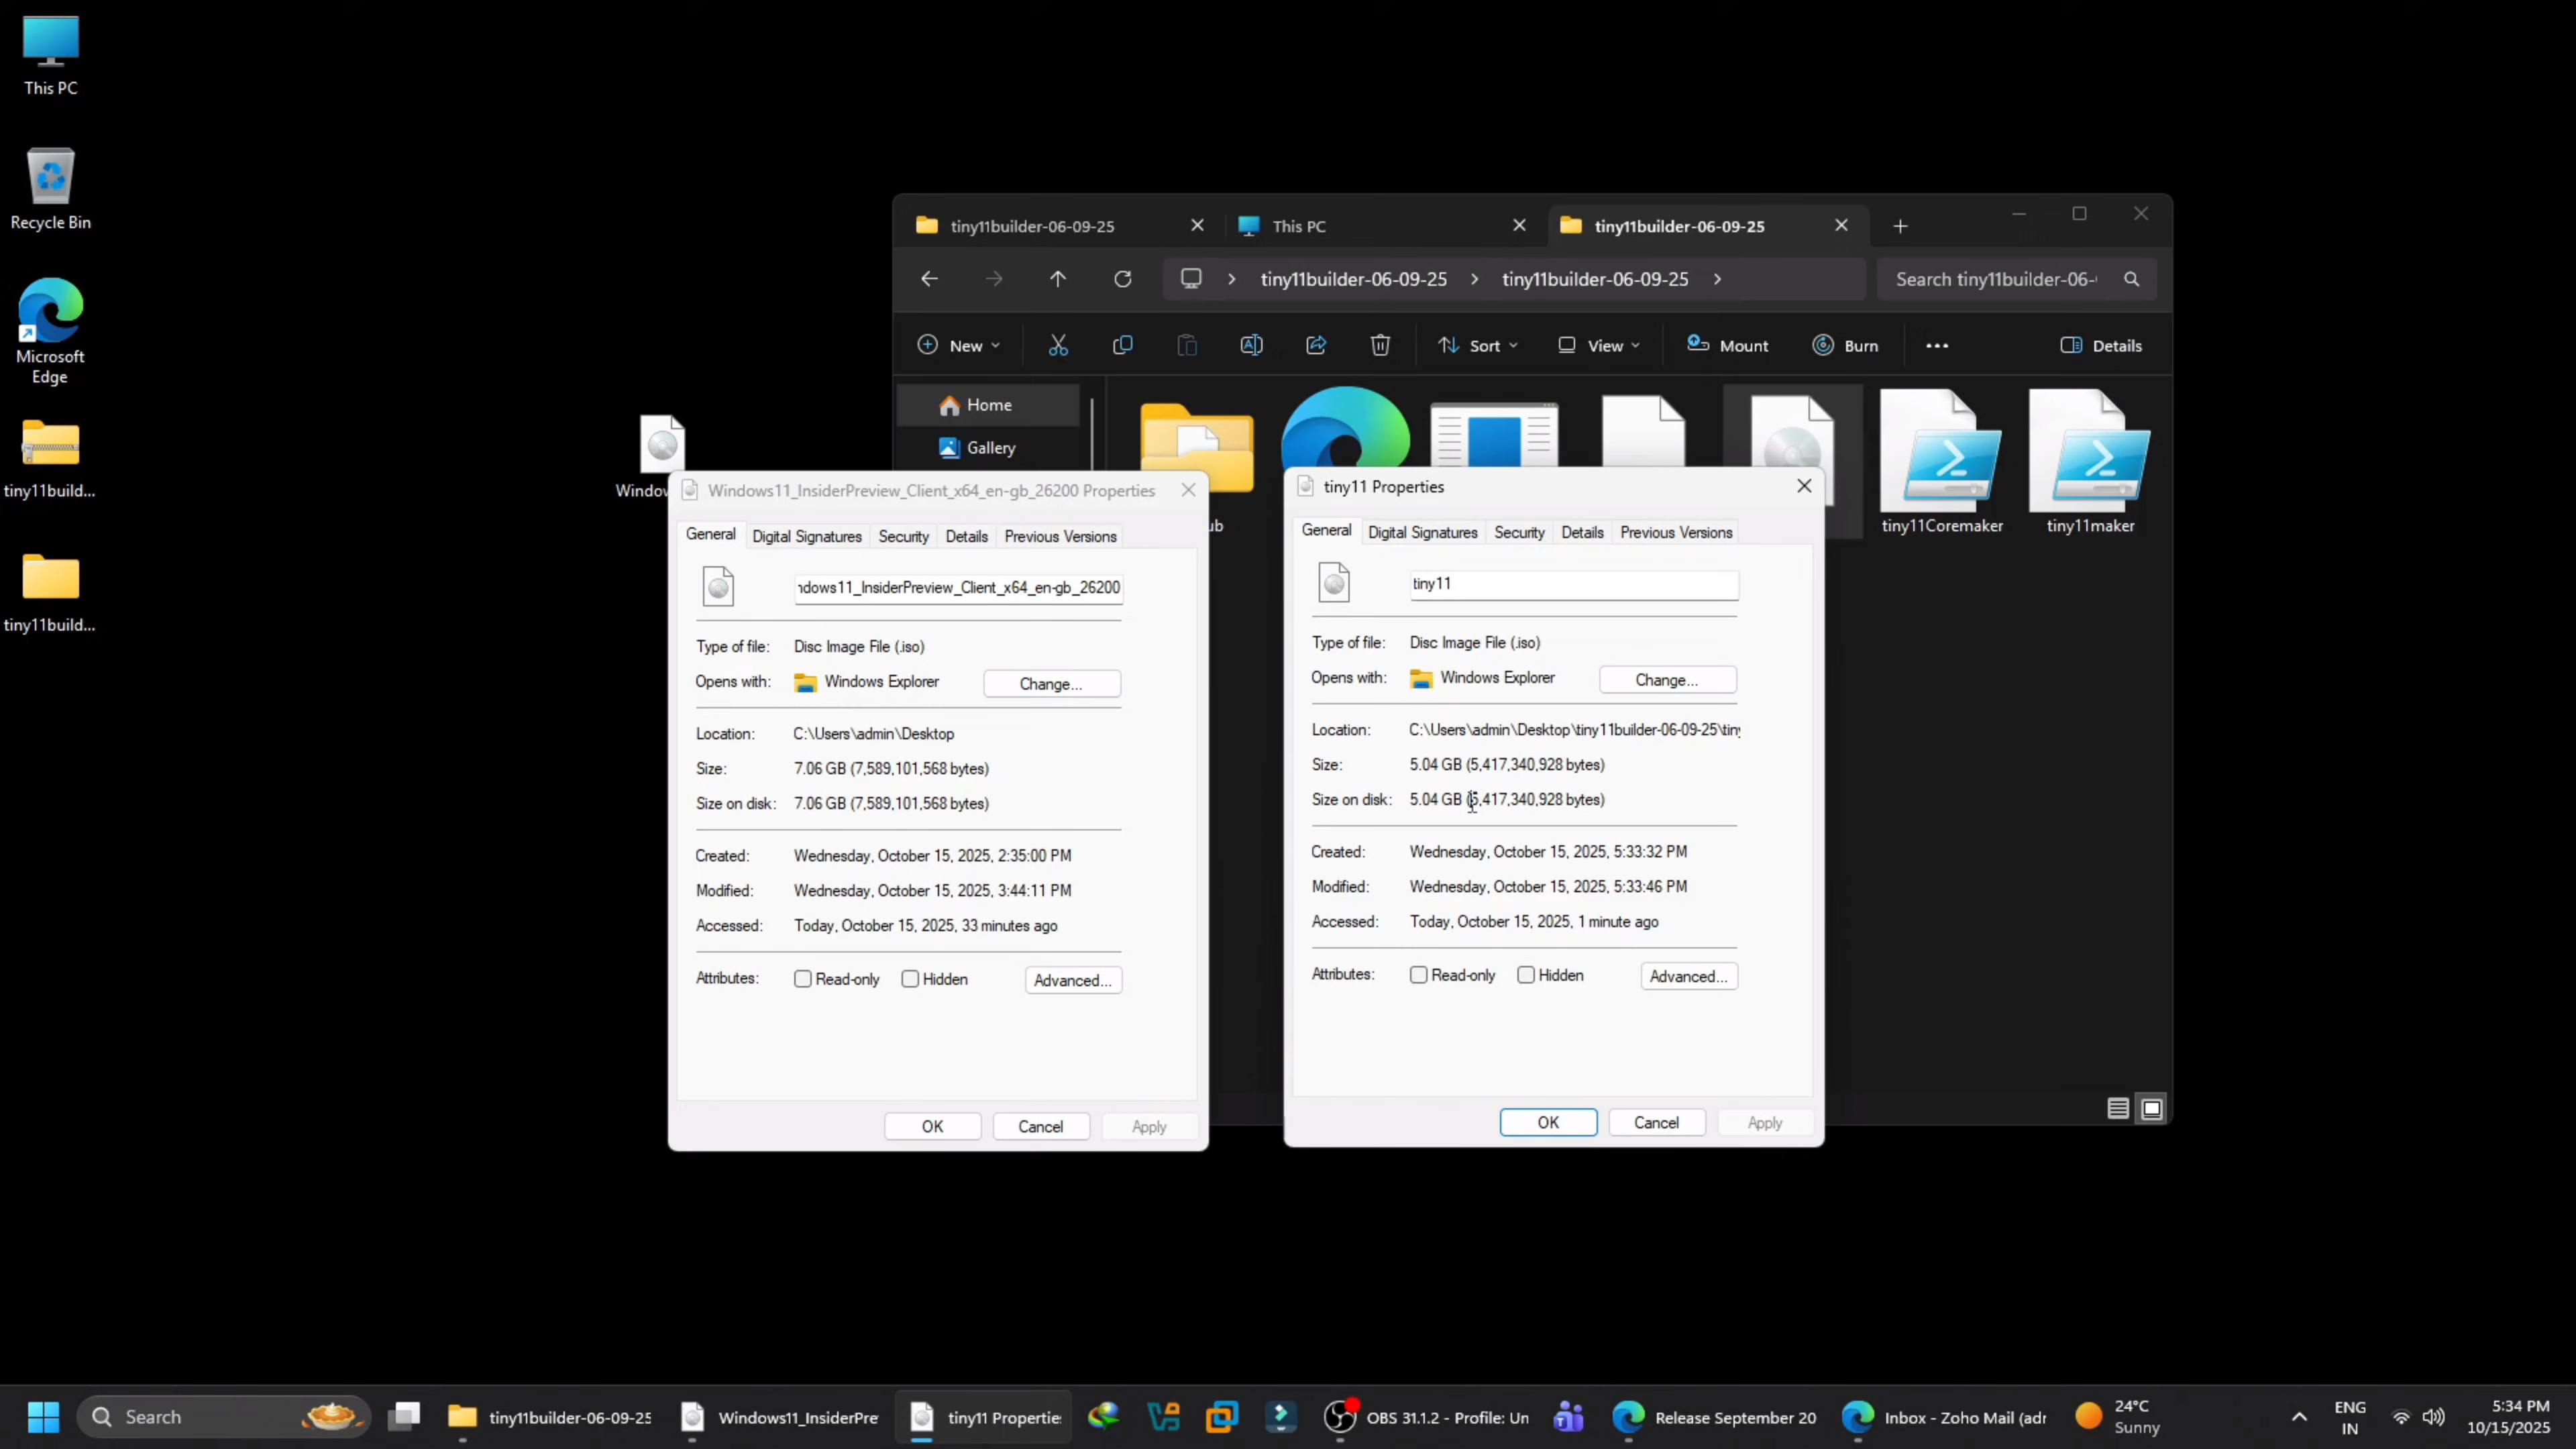 This PC
Recycle Bin
Microsoft
Edge
tiny11build...
tiny11build...
tiny11builder-06-09-25
This PC
tiny11builder-06-09-25
tiny11builder-06-09-25
tiny11builder-06-09-25
Search tiny11builder-06-
New
Sort
View
Mount
Burn
Details
Home
Gallery
tiny11Coremaker
tiny11maker
Windows11_InsiderPreview_Client_x64_en-gb_26200 Properties
General
Digital Signatures
Security
Details
Previous Versions
ndows11_InsiderPreview_Client_x64_en-gb_26200
Type of file: Disc Image File (.iso)
Opens with: Windows Explorer
Change...
Location: C:\Users\admin\Desktop
Size: 7.06 GB (7,589,101,568 bytes)
Size on disk: 7.06 GB (7,589,101,568 bytes)
Created: Wednesday, October 15, 2025, 2:35:00 PM
Modified: Wednesday, October 15, 2025, 3:44:11 PM
Accessed: Today, October 15, 2025, 33 minutes ago
Attributes: Read-only Hidden
Advanced...
OK
Cancel
Apply
tiny11 Properties
General
Digital Signatures
Security
Details
Previous Versions
tiny11
Type of file: Disc Image File (.iso)
Opens with: Windows Explorer
Change...
Location: C:\Users\admin\Desktop\tiny11builder-06-09-25\tiny
Size: 5.04 GB (5,417,340,928 bytes)
Size on disk: 5.04 GB (5,417,340,928 bytes)
Created: Wednesday, October 15, 2025, 5:33:32 PM
Modified: Wednesday, October 15, 2025, 5:33:46 PM
Accessed: Today, October 15, 2025, 1 minute ago
Attributes: Read-only Hidden
Advanced...
OK
Cancel
Apply
Search
tiny11builder-06-09-25
Windows11_InsiderPre
tiny11 Propertie
OBS 31.1.2 - Profile: Un
Release September 20
Inbox - Zoho Mail (adr
24°C
Sunny
ENG
IN
5:34 PM
10/15/2025